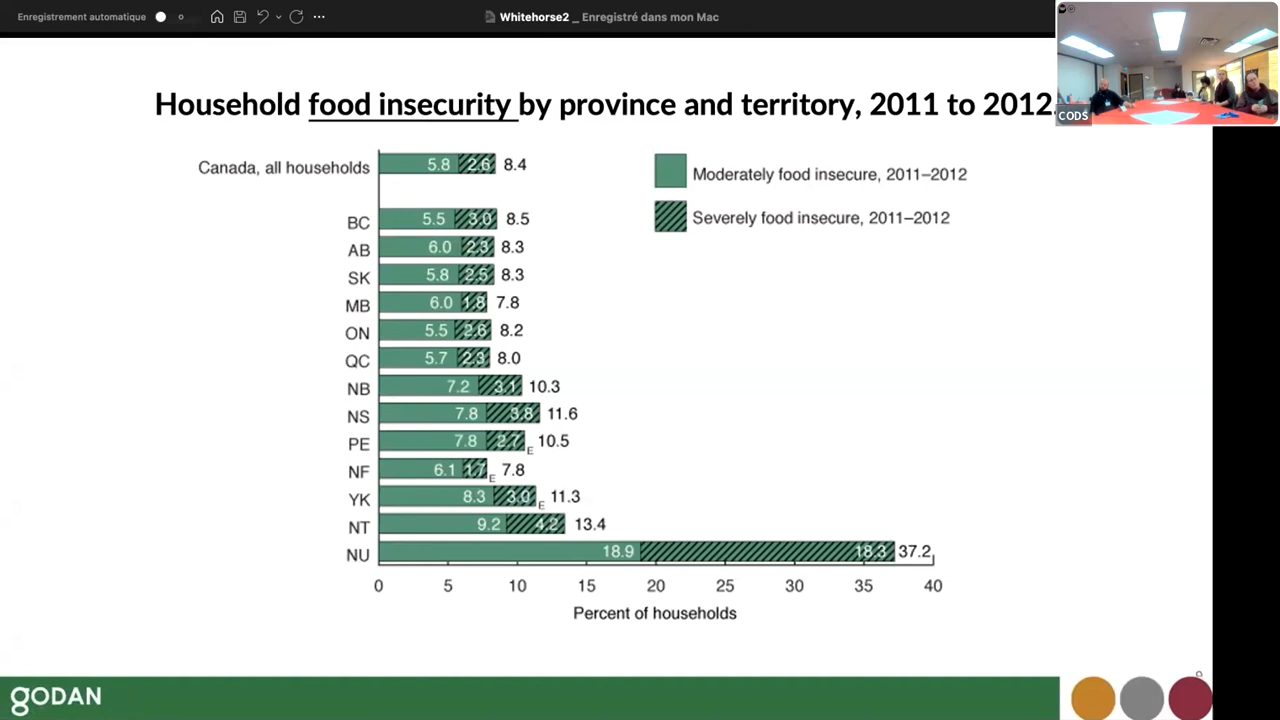 Enregistrement automatique
Whitehorse2 _ Enregistré dans mon Mac
CODS
Household food insecurity by province and territory, 2011 to 2012
Canada, all households 5.8 2.6 8.4
Moderately food insecure, 2011–2012
Severely food insecure, 2011–2012
BC 5.5 3.0 8.5
AB 6.0 2.3 8.3
SK 5.8 2.5 8.3
MB 6.0 1.8 7.8
ON 5.5 2.6 8.2
QC 5.7 2.3 8.0
NB 7.2 3.1 10.3
NS 7.8 3.8 11.6
PE 7.8 2.7 E 10.5
NF 6.1 1.7 E 7.8
YK 8.3 3.0 E 11.3
NT 9.2 4.2 13.4
NU 18.9 18.3 37.2
0 5 10 15 20 25 30 35 40
Percent of households
GODAN